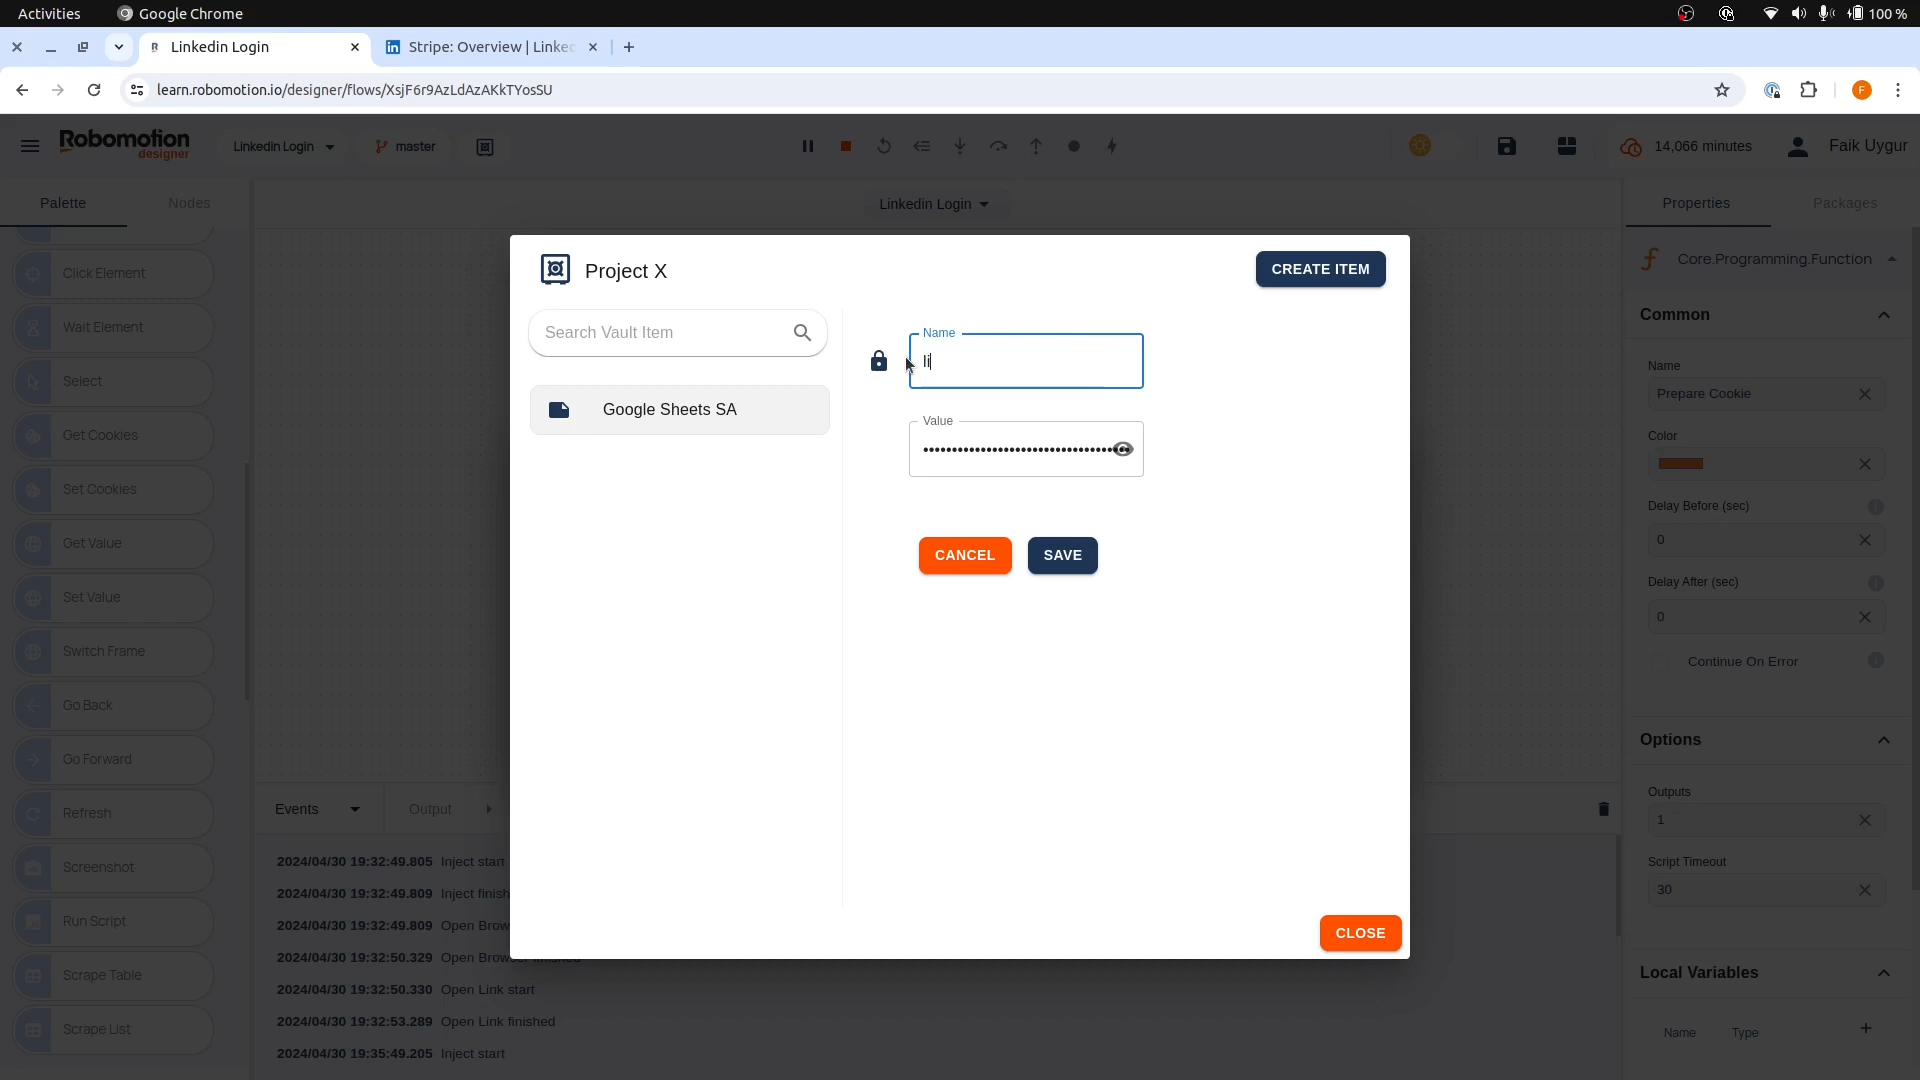 Activities
Google Chrome
100 %
Linkedin Login
Stripe: Overview | Linked
learn.robomotion.io/designer/flows/XsjF6r9AzLdAzAKkTYosSU
F
Robomotion
designer
Linkedin Login
master
14,066 minutes
Faik Uygur
Palette
Nodes
Linkedin Login
Properties
Packages
Click Element
Wait Element
Select
Get Cookies
Set Cookies
Get Value
Set Value
Switch Frame
Go Back
Go Forward
Refresh
Screenshot
Run Script
Scrape Table
Scrape List
Project X
CREATE ITEM
Search Vault Item
Google Sheets SA
Name
li
Value
CANCEL
SAVE
CLOSE
Events
Output
2024/04/30 19:32:49.805 Inject start
2024/04/30 19:32:49.809 Inject finish
2024/04/30 19:32:49.809 Open Brow
2024/04/30 19:32:50.329 Open Browser finished
2024/04/30 19:32:50.330 Open Link start
2024/04/30 19:32:53.289 Open Link finished
2024/04/30 19:35:49.205 Inject start
Core.Programming.Function
Common
Name
Prepare Cookie
Color
Delay Before (sec)
0
Delay After (sec)
0
Continue On Error
Options
Outputs
1
Script Timeout
30
Local Variables
Name
Type